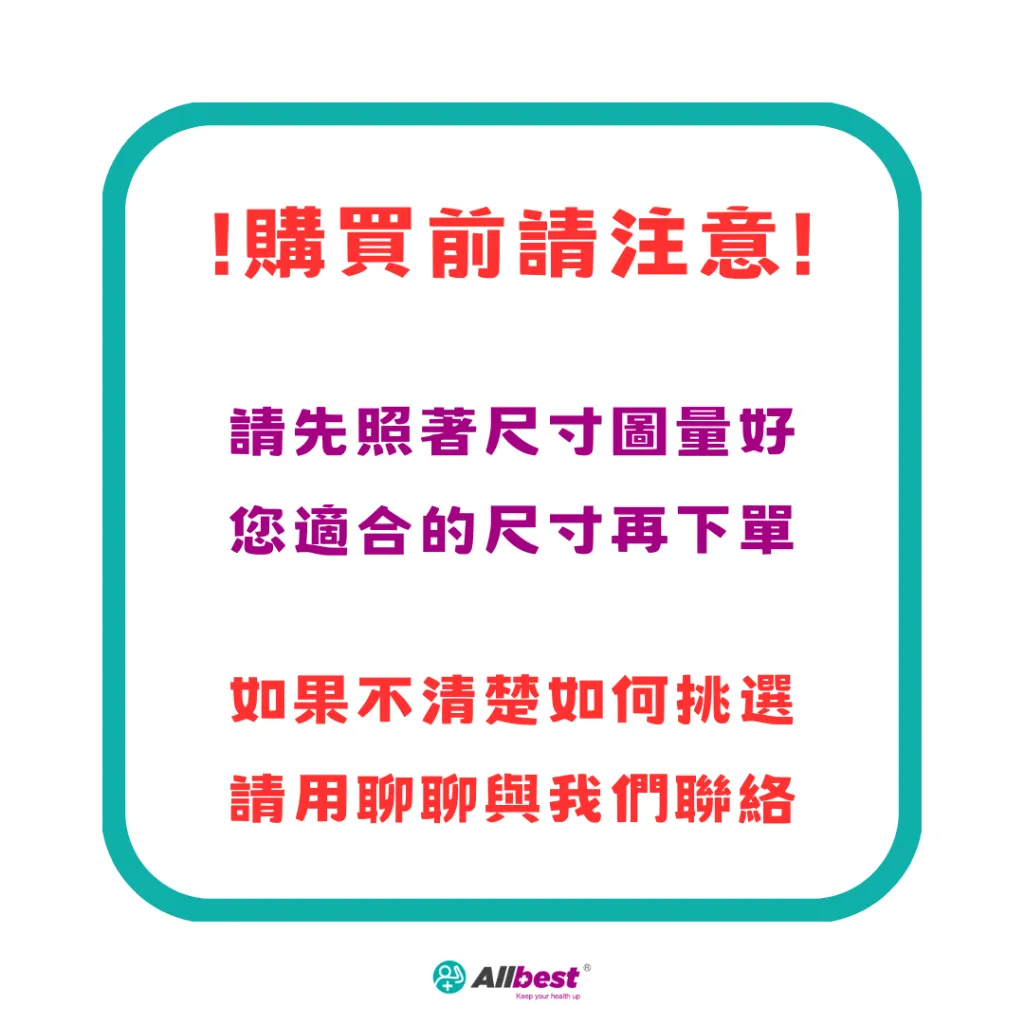 !購買前請注意!
請先照著尺寸圖量好
您適合的尺寸再下單
如果不清楚如何挑選
請用聊聊與我們聯絡
Allbest®
Keep your health up